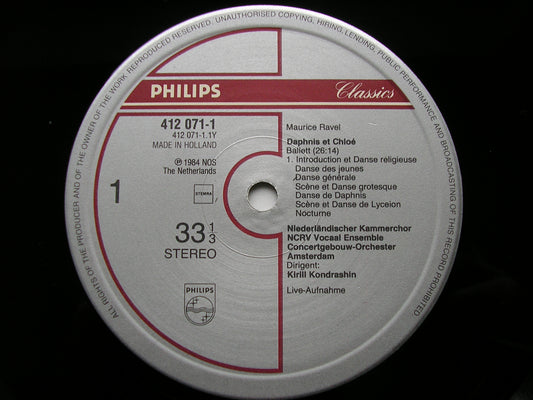 ALL RIGHTS OF THE PRODUCER AND OF THE OWNER OF THE WORK REPRODUCED RESERVED. UNAUTHORISED COPYING, HIRING, LENDING, PUBLIC PERFORMANCE AND BROADCASTING OF THIS RECORD PROHIBITED
PHILIPS
Classics
412 071-1
412 071-1.1Y
MADE IN HOLLAND
℗ 1984 NOS
The Netherlands
STEMRA
1
33 1/3
STEREO
PHILIPS
Maurice Ravel
Daphnis et Chloé
Ballett (26:14)
1. Introduction et Danse religieuse
Danse des jeunes
Danse générale
Scène et Danse grotesque
Danse de Daphnis
Scène et Danse de Lyceion
Nocturne
Niederländischer Kammerchor
NCRV Vocaal Ensemble
Concertgebouw-Orchester
Amsterdam
Dirigent:
Kirill Kondrashin
Live-Aufnahme